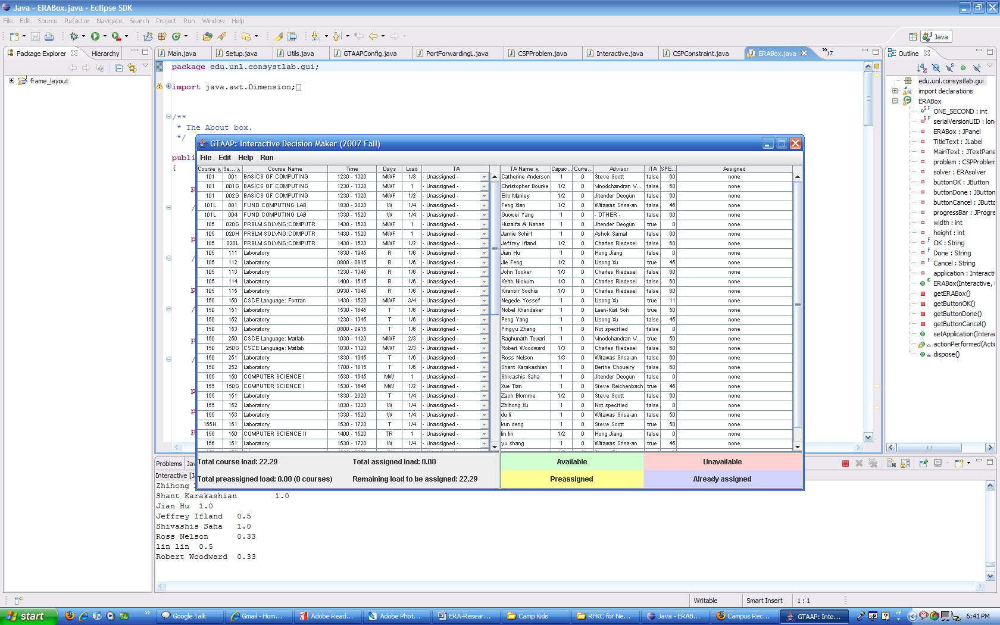 Java - ERABox.java - Eclipse SDK
File Edit Source Refactor Navigate Search Project Run Window Help
Java
Package Explorer Hierarchy
frame_layout
Main.java Setup.java Utils.java GTAAPConfig.java PortForwardingL.java CSPProblem.java Interactive.java CSPConstraint.java ERABox.java »17
package edu.unl.consystlab.gui;
import java.awt.Dimension;
/**
* The About box.
*/
publi
{
GTAAP: Interactive Decision Maker (2007 Fall)
File Edit Help Run
Course Se... Course Name Time Days Load TA
101 001 BASICS OF COMPUTING 1230 - 1320 MWF 1/3 - Unassigned -
101 001G BASICS OF COMPUTING 1230 - 1320 MWF 1 - Unassigned -
101 002G BASICS OF COMPUTING 1230 - 1320 MWF 1/2 - Unassigned -
101L 001 FUND COMPUTING LAB 1830 - 2020 W 1/4 - Unassigned -
101L 004 FUND COMPUTING LAB 1330 - 1520 W 1/4 - Unassigned -
105 020G PRBLM SOLVNG:COMPUTR 1430 - 1520 MWF 1 - Unassigned -
105 020H PRBLM SOLVNG:COMPUTR 1430 - 1520 MWF 1 - Unassigned -
105 020L PRBLM SOLVNG:COMPUTR 1430 - 1520 MWF 1/2 - Unassigned -
105 111 Laboratory 1830 - 1945 R 1/6 - Unassigned -
105 112 Laboratory 0800 - 0915 R 1/6 - Unassigned -
105 113 Laboratory 1230 - 1345 R 1/6 - Unassigned -
105 114 Laboratory 1400 - 1515 R 1/6 - Unassigned -
105 115 Laboratory 0930 - 1045 R 1/6 - Unassigned -
150 150 CSCE Language: Fortran 1430 - 1520 MWF 3/4 - Unassigned -
150 151 Laboratory 1530 - 1645 T 1/6 - Unassigned -
150 152 Laboratory 1230 - 1345 T 1/6 - Unassigned -
150 153 Laboratory 0800 - 0915 T 1/6 - Unassigned -
150 250 CSCE Language: Matlab 1030 - 1120 MWF 2/3 - Unassigned -
150 250G CSCE Language: Matlab 1030 - 1120 MWF 2/3 - Unassigned -
150 251 Laboratory 1830 - 1945 T 1/6 - Unassigned -
150 252 Laboratory 1700 - 1815 T 1/6 - Unassigned -
155 150 COMPUTER SCIENCE I 1530 - 1645 MW 1 - Unassigned -
155 150G COMPUTER SCIENCE I 1530 - 1645 MW 1/2 - Unassigned -
155 151 Laboratory 1830 - 2020 T 1/4 - Unassigned -
155 152 Laboratory 1030 - 1220 W 1/4 - Unassigned -
155 153 Laboratory 1330 - 1520 W 1/4 - Unassigned -
155H 151 Laboratory 1530 - 1720 T 1/4 - Unassigned -
156 150 COMPUTER SCIENCE II 1400 - 1520 TR 1 - Unassigned -
156 151 Laboratory 1530 - 1720 W 1/4 - Unassigned -
TA Name Capac... Curre... Advisor ITA SPE... Assigned
Catherine Anderson 1 0 Steve Scott false 60 none
Christopher Bourke 1/2 0 Vinodchandran V... false 60 none
Eric Manley 1/2 0 Jitender Deogun false 60 none
Feng Xian 1/2 0 Witawas Srisa-an false 45 none
Guowei Yang 1 0 - OTHER - false 60 none
Huzaifa Al Nahas 1 0 Jitender Deogun true 0 none
Jamie Schirf 1 0 Ashok Samal false 60 none
Jeffrey Ifland 1/2 0 Charles Riedesel false 60 none
Jian Hu 1 0 Hong Jiang false 0 none
Jie Feng 1/2 0 Lisong Xu true 45 none
John Tooker 1/3 0 Charles Riedesel false 60 none
Keith Nickum 1/3 0 Charles Riedesel false 60 none
Kiranbir Sodhia 1/3 0 Charles Riedesel false 60 none
Negede Yossef 1 0 Lisong Xu true 11 none
Nobel Khandaker 1 0 Leen-Kiat Soh true 50 none
Peng Yang 1 0 Lisong Xu false 45 none
Pingyu Zhang 1 0 Not specified false 0 none
Raghunath Tewari 1 0 Vinodchandran V... true 50 none
Robert Woodward 1/3 0 Charles Riedesel false 60 none
Ross Nelson 1/3 0 Witawas Srisa-an false 60 none
Shant Karakashian 1 0 Berthe Choueiry false 60 none
Shivashis Saha 1 0 Jitender Deogun false 0 none
Xue Tian 1 0 Steve Reichenbach true 45 none
Zach Blomme 1/2 0 Steve Scott false 60 none
Zhihong Xu 1 0 Not specified false 0 none
du li 1 0 Witawas Srisa-an false 50 none
kun deng 1 0 Steve Scott true 50 none
lin lin 1/2 0 Hong Jiang false 0 none
yu shang 1 0 Witawas Srisa-an true 45 none
Total course load: 22.29 Total assigned load: 0.00
Total preassigned load: 0.00 (0 courses) Remaining load to be assigned: 22.29
Available Unavailable
Preassigned Already assigned
Outline
edu.unl.consystlab.gui
import declarations
ERABox
ONE_SECOND : int
serialVersionUID : long
ERABox : JPanel
TitleText : JLabel
MainText : JTextPane
problem : CSPProblem
solver : ERAsolver
buttonOK : JButton
buttonDone : JButton
buttonCancel : JButto
progressBar : JProgre
width : int
height : int
OK : String
Done : String
Cancel : String
application : Interactiv
ERABox(Interactive, C
getERABox()
getButtonOK()
getButtonDone()
getButtonCancel()
setApplication(Interac
actionPerformed(Actio
dispose()
Problems Jav
Interactive [Ja
Zhihong
Shant Karakashian 1.0
Jian Hu 1.0
Jeffrey Ifland 0.5
Shivashis Saha 1.0
Ross Nelson 0.33
lin lin 0.5
Robert Woodward 0.33
Writable Smart Insert 1 : 1
start Google Talk Gmail - Hom... Adobe Read... Adobe Phot... ERA-Resear... Camp Kids RFKC for Ne... Java - ERAB... Campus Rec... GTAAP: Inte... 6:41 PM